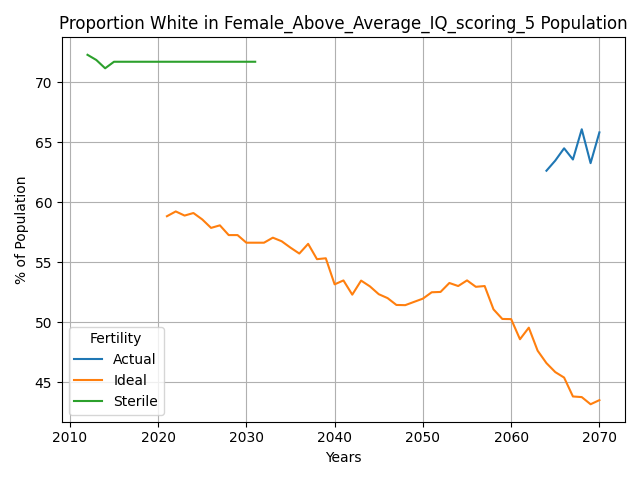 Proportion White in Female_Above_Average_IQ_scoring_5 Population
% of Population
70
65
60
55
50
45
Fertility
Actual
Ideal
Sterile
2010 2020 2030 2040 2050 2060 2070
Years